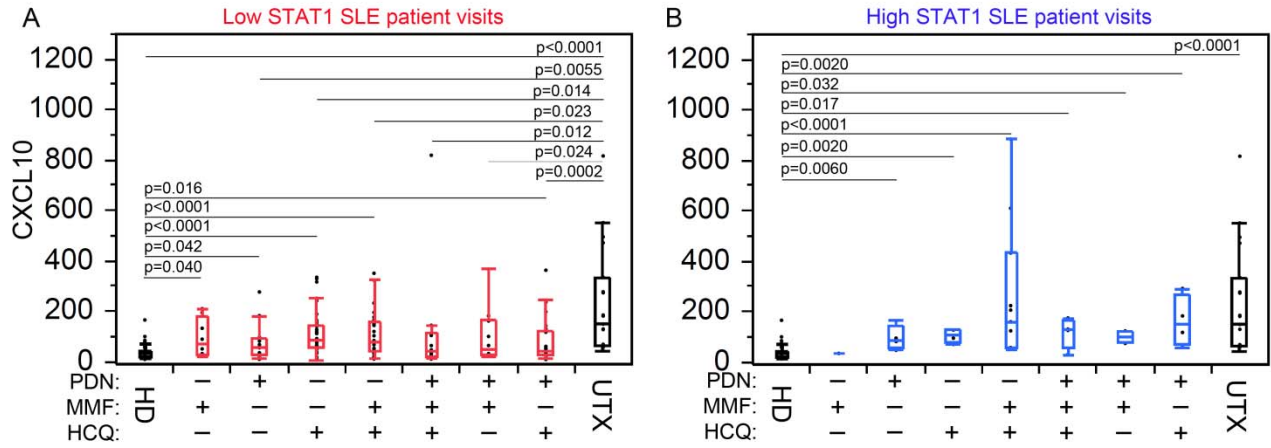 A
Low STAT1 SLE patient visits
CXCL10
1200
1000
800
600
400
200
0
p<0.0001
p=0.0055
p=0.014
p=0.023
p=0.012
p=0.024
p=0.0002
p=0.016
p<0.0001
p<0.0001
p=0.042
p=0.040
PDN: HD − + − − + + + UTX
MMF: + − − + + + −
HCQ: − − + + + − +
B
High STAT1 SLE patient visits
1200
1000
800
600
400
200
0
p<0.0001
p=0.0020
p=0.032
p=0.017
p<0.0001
p=0.0020
p=0.0060
PDN: HD − + − − + + + UTX
MMF: + − − + + + −
HCQ: − − + + + − +